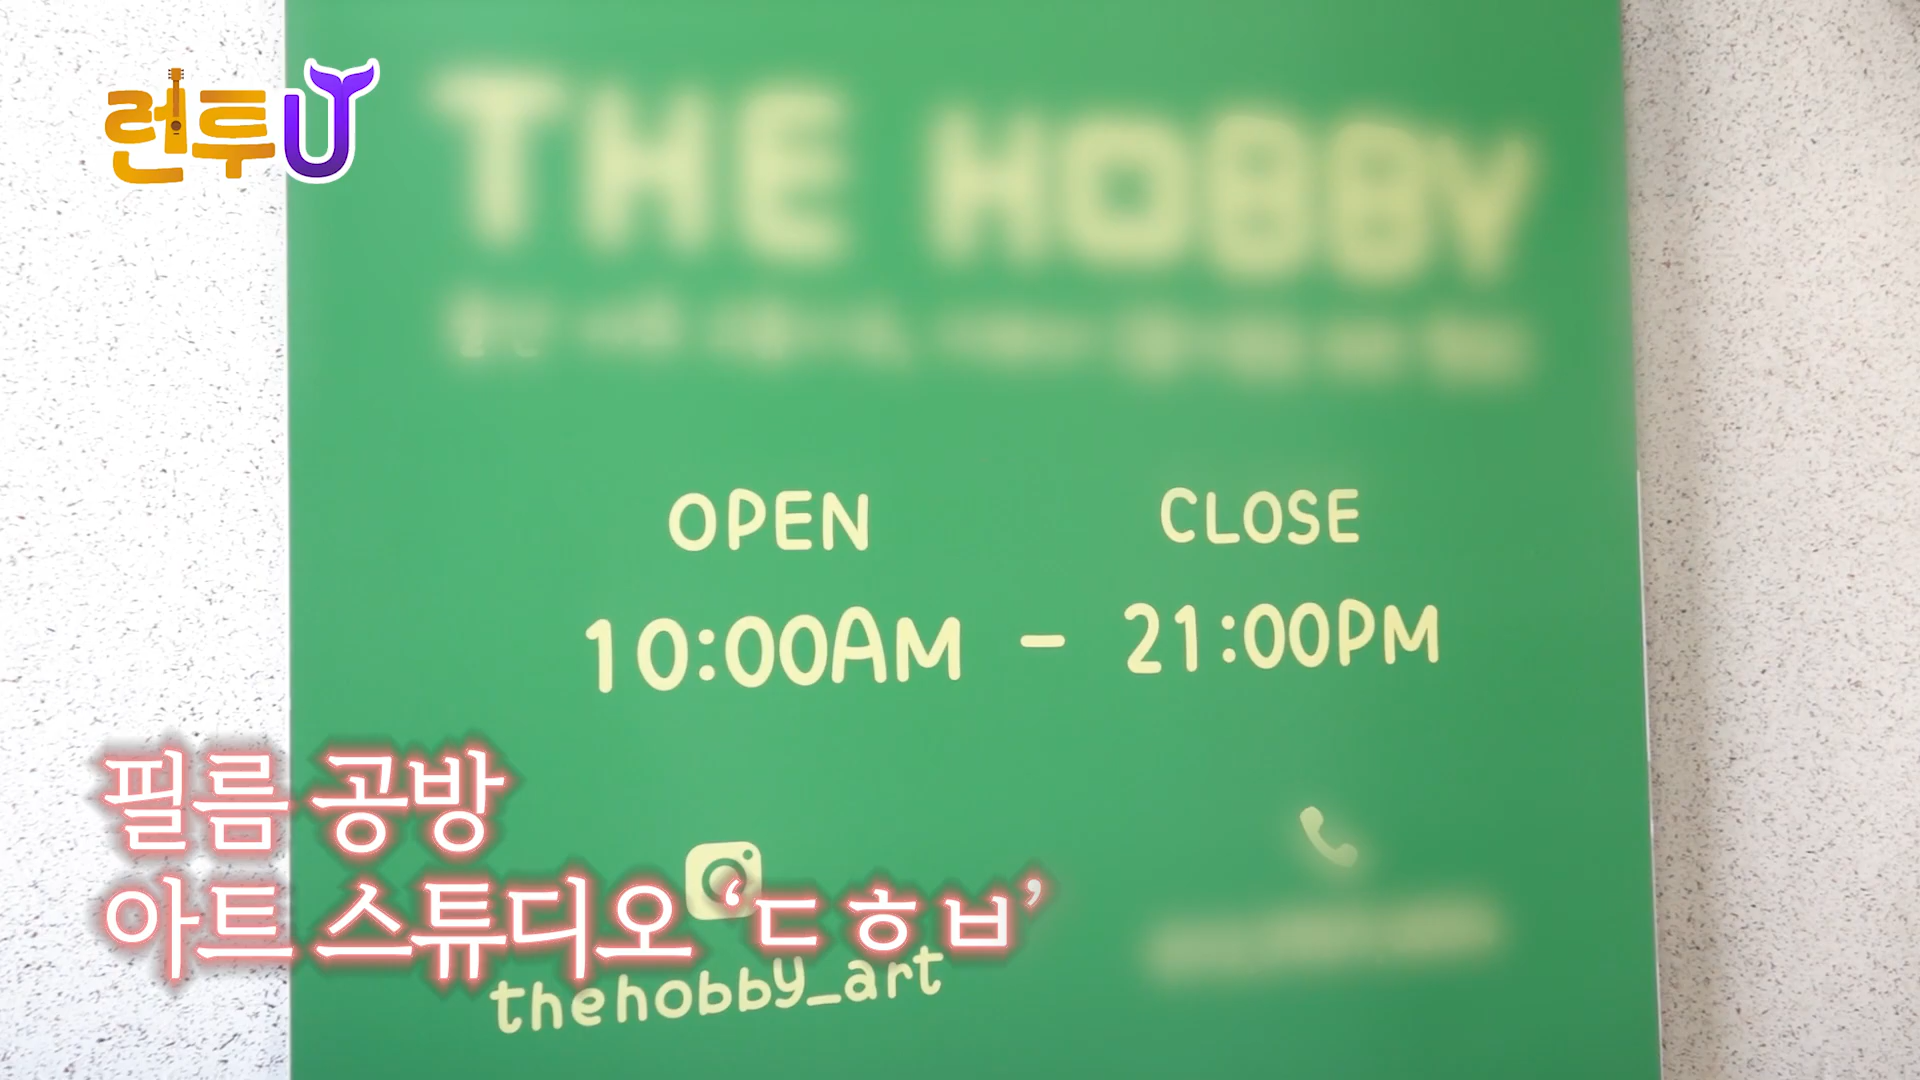 런투U
THE HOBBY
OPEN CLOSE
10:00AM - 21:00PM
필름 공방
아트 스튜디오 ‘ㄷㅎㅂ’
thehobby_art